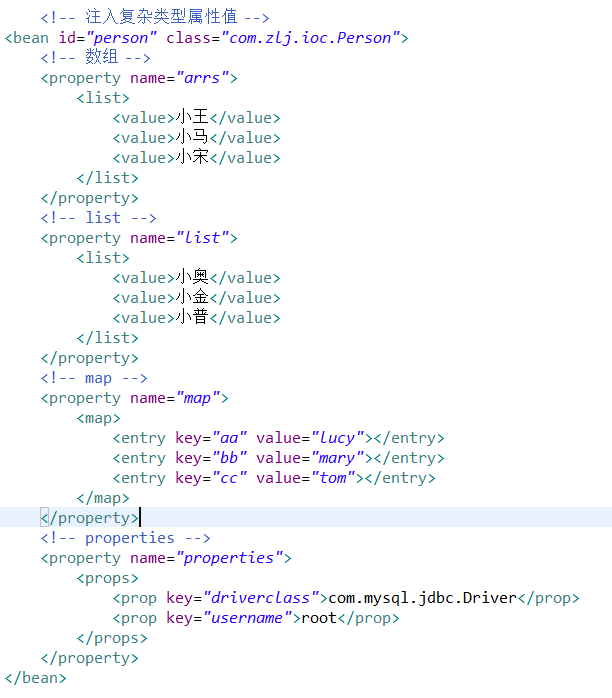 <!-- 注入复杂类型属性值 -->
<bean id="person" class="com.zlj.ioc.Person">
<!-- 数组 -->
<property name="arrs">
<list>
<value>小王</value>
<value>小马</value>
<value>小宋</value>
</list>
</property>
<!-- list -->
<property name="list">
<list>
<value>小奥</value>
<value>小金</value>
<value>小普</value>
</list>
</property>
<!-- map -->
<property name="map">
<map>
<entry key="aa" value="lucy"></entry>
<entry key="bb" value="mary"></entry>
<entry key="cc" value="tom"></entry>
</map>
</property>
<!-- properties -->
<property name="properties">
<props>
<prop key="driverclass">com.mysql.jdbc.Driver</prop>
<prop key="username">root</prop>
</props>
</property>
</bean>